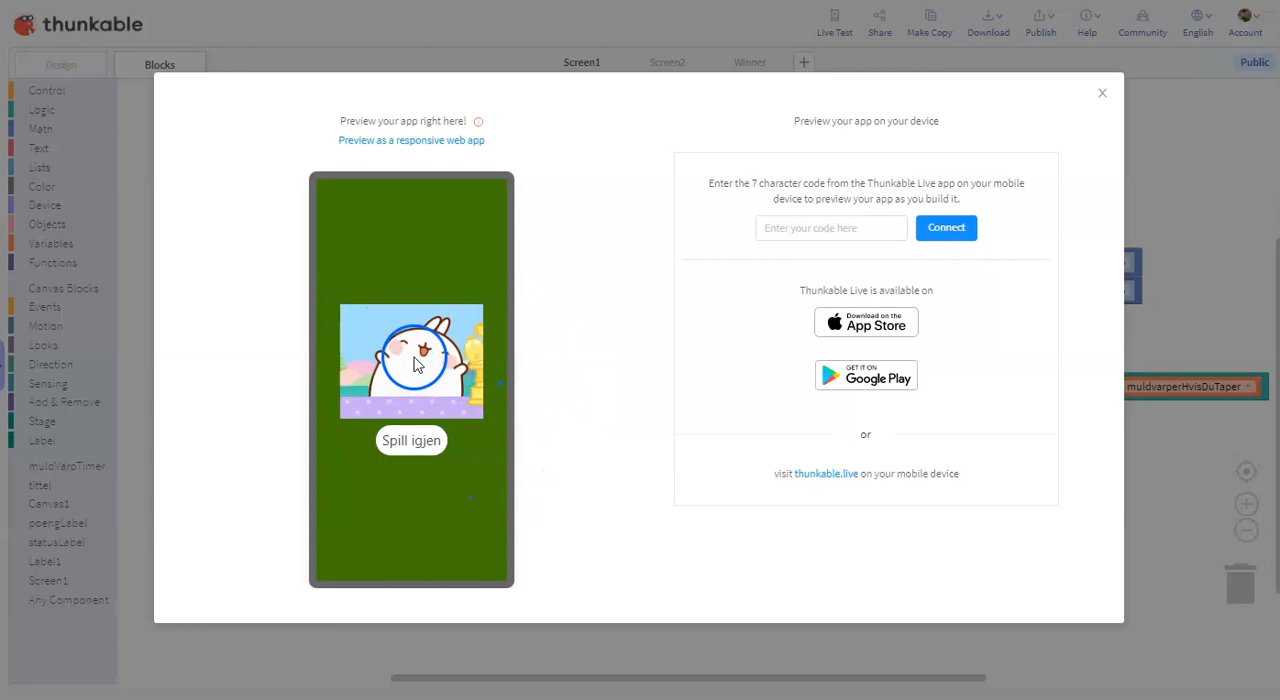 thunkable
Live Test
Share
Make Copy
Download
Publish
Help
Community
English
Account
Design
Blocks
Screen1
Screen2
Winner
+
Public
Control
Logic
Math
Text
Lists
Color
Device
Objects
Variables
Functions
Canvas Blocks
Events
Motion
Looks
Direction
Sensing
Add & Remove
Stage
Label
muldVarpTimer
tittel
Canvas1
poengLabel
statusLabel
Label1
Screen1
Any Component
Preview your app right here!
Preview as a responsive web app
Spill igjen
Preview your app on your device
Enter the 7 character code from the Thunkable Live app on your mobile
device to preview your app as you build it.
Enter your code here
Connect
Thunkable Live is available on
Download on the
App Store
GET IT ON
Google Play
or
visit thunkable.live on your mobile device
muldvarperHvisDuTaper